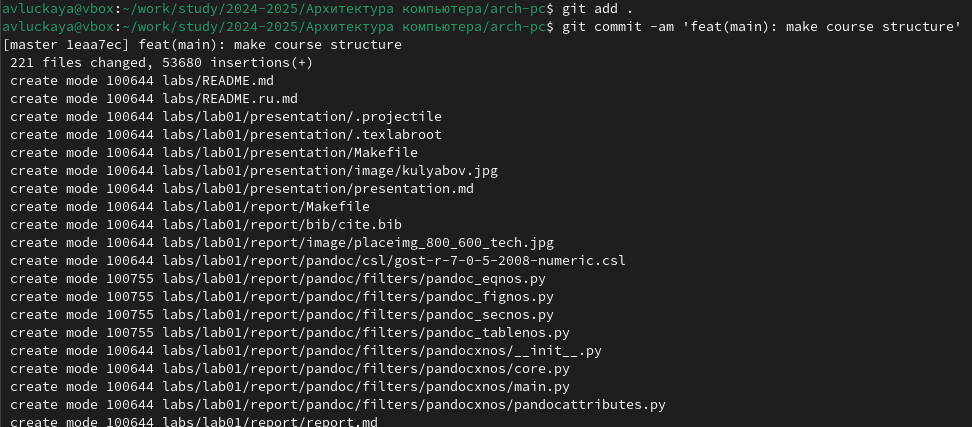 avluckaya@vbox:~/work/study/2024-2025/Архитектура компьютера/arch-pc$ git add .
avluckaya@vbox:~/work/study/2024-2025/Архитектура компьютера/arch-pc$ git commit -am 'feat(main): make course structure'
[master 1eaa7ec] feat(main): make course structure
 221 files changed, 53680 insertions(+)
 create mode 100644 labs/README.md
 create mode 100644 labs/README.ru.md
 create mode 100644 labs/lab01/presentation/.projectile
 create mode 100644 labs/lab01/presentation/.texlabroot
 create mode 100644 labs/lab01/presentation/Makefile
 create mode 100644 labs/lab01/presentation/image/kulyabov.jpg
 create mode 100644 labs/lab01/presentation/presentation.md
 create mode 100644 labs/lab01/report/Makefile
 create mode 100644 labs/lab01/report/bib/cite.bib
 create mode 100644 labs/lab01/report/image/placeimg_800_600_tech.jpg
 create mode 100644 labs/lab01/report/pandoc/csl/gost-r-7-0-5-2008-numeric.csl
 create mode 100755 labs/lab01/report/pandoc/filters/pandoc_eqnos.py
 create mode 100755 labs/lab01/report/pandoc/filters/pandoc_fignos.py
 create mode 100755 labs/lab01/report/pandoc/filters/pandoc_secnos.py
 create mode 100755 labs/lab01/report/pandoc/filters/pandoc_tablenos.py
 create mode 100644 labs/lab01/report/pandoc/filters/pandocxnos/__init__.py
 create mode 100644 labs/lab01/report/pandoc/filters/pandocxnos/core.py
 create mode 100644 labs/lab01/report/pandoc/filters/pandocxnos/main.py
 create mode 100644 labs/lab01/report/pandoc/filters/pandocxnos/pandocattributes.py
 create mode 100644 labs/lab01/report/report.md